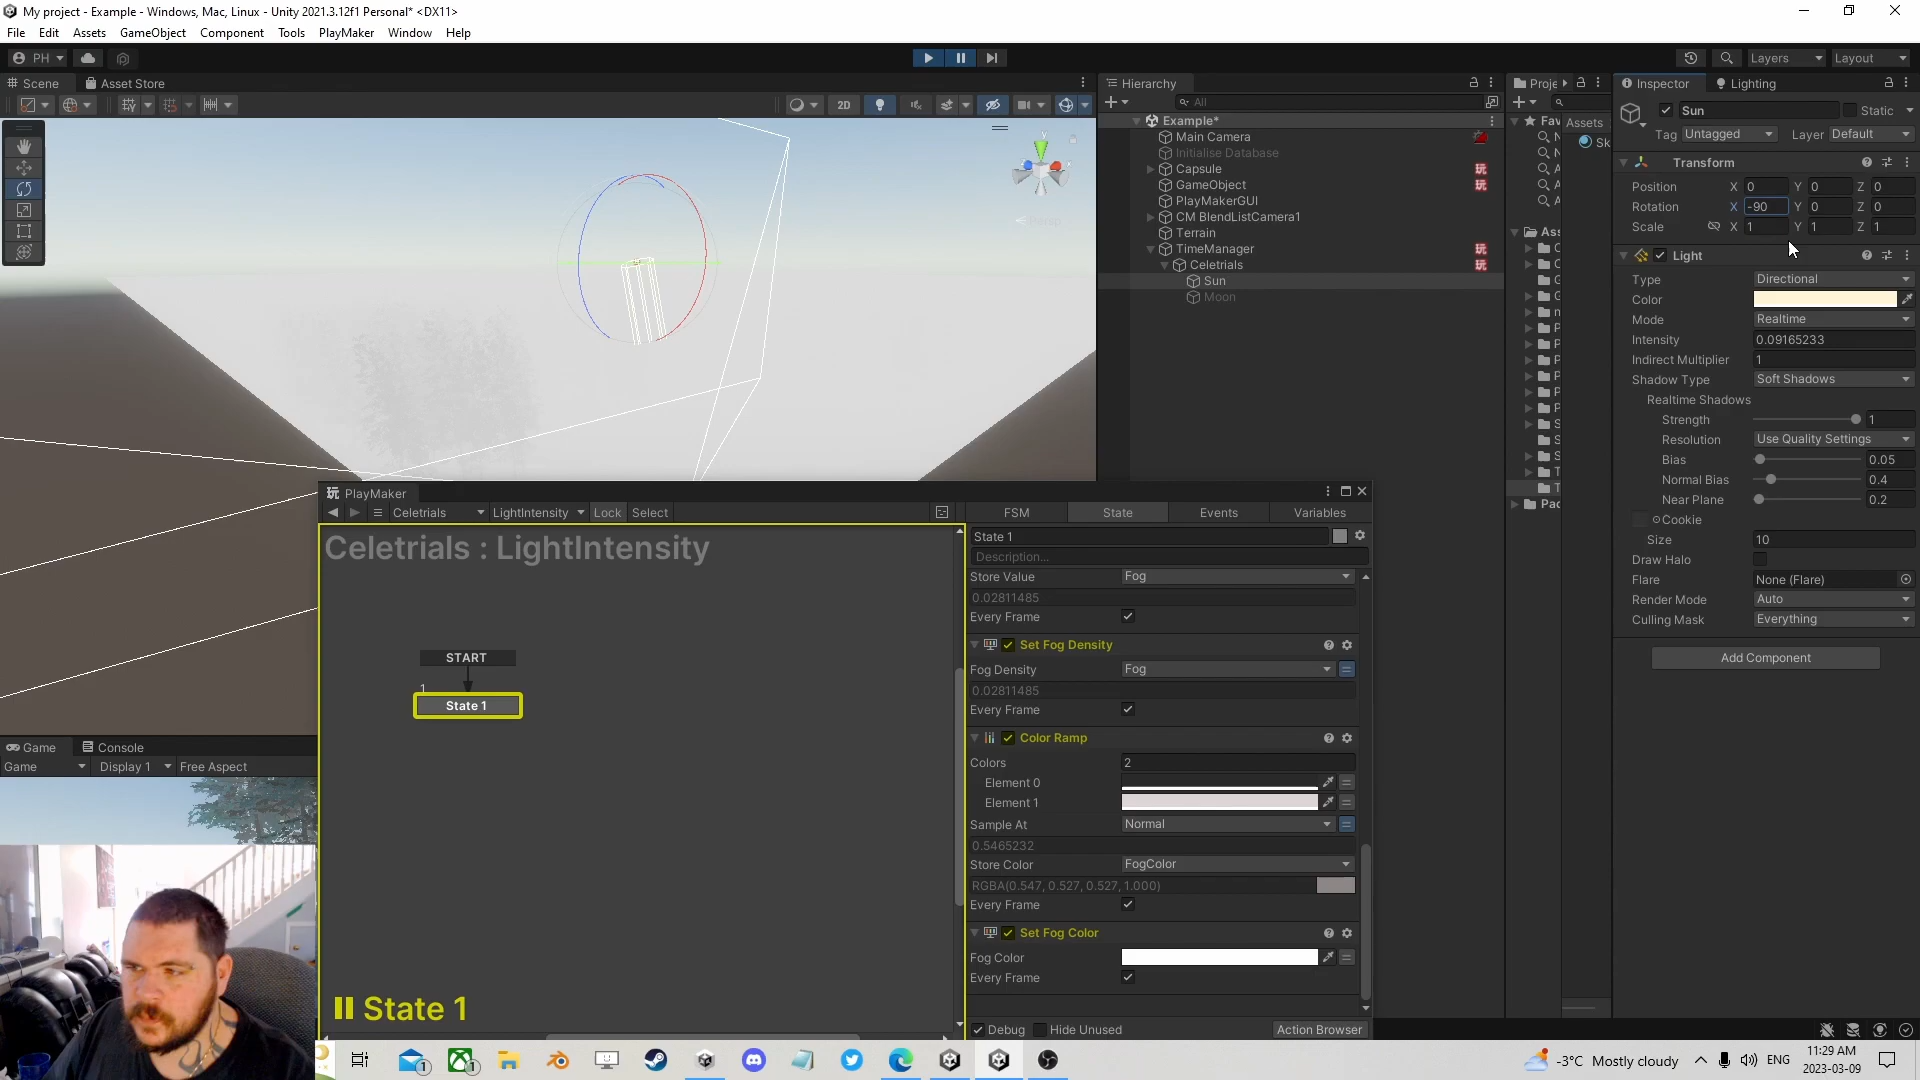 My project - Example - Windows, Mac, Linux - Unity 2021.3.12f1 Personal* <DX11>
File Edit Assets GameObject Component Tools PlayMaker Window Help
PH Layers Layout
Scene Asset Store
2D
y
x
Persp
Hierarchy
All
Example*
Main Camera
Initialise Database
Capsule
GameObject
PlayMakerGUI
CM BlendListCamera1
Terrain
TimeManager
Celetrials
Sun
Moon
Proje
Fav
Assets
Sk
Ass
Pac
Inspector Lighting
Sun Static
Tag Untagged Layer Default
Transform
Position X 0 Y 0 Z 0
Rotation X -90 Y 0 Z 0
Scale X 1 Y 1 Z 1
Light
Type Directional
Color
Mode Realtime
Intensity 0.09165233
Indirect Multiplier 1
Shadow Type Soft Shadows
Realtime Shadows
Strength 1
Resolution Use Quality Settings
Bias 0.05
Normal Bias 0.4
Near Plane 0.2
Cookie
Size 10
Draw Halo
Flare None (Flare)
Render Mode Auto
Culling Mask Everything
Add Component
玩 PlayMaker
Celetrials LightIntensity Lock Select
Celetrials : LightIntensity
START
1
State 1
State 1
FSM State Events Variables
State 1
Description...
Store Value Fog
0.02811485
Every Frame
Set Fog Density
Fog Density Fog
0.02811485
Every Frame
Color Ramp
Colors 2
Element 0
Element 1
Sample At Normal
0.5465232
Store Color FogColor
RGBA(0.547, 0.527, 0.527, 1.000)
Every Frame
Set Fog Color
Fog Color
Every Frame
Debug Hide Unused Action Browser
Game Console
Game Display 1 Free Aspect
-3°C Mostly cloudy ENG 11:29 AM
2023-03-09